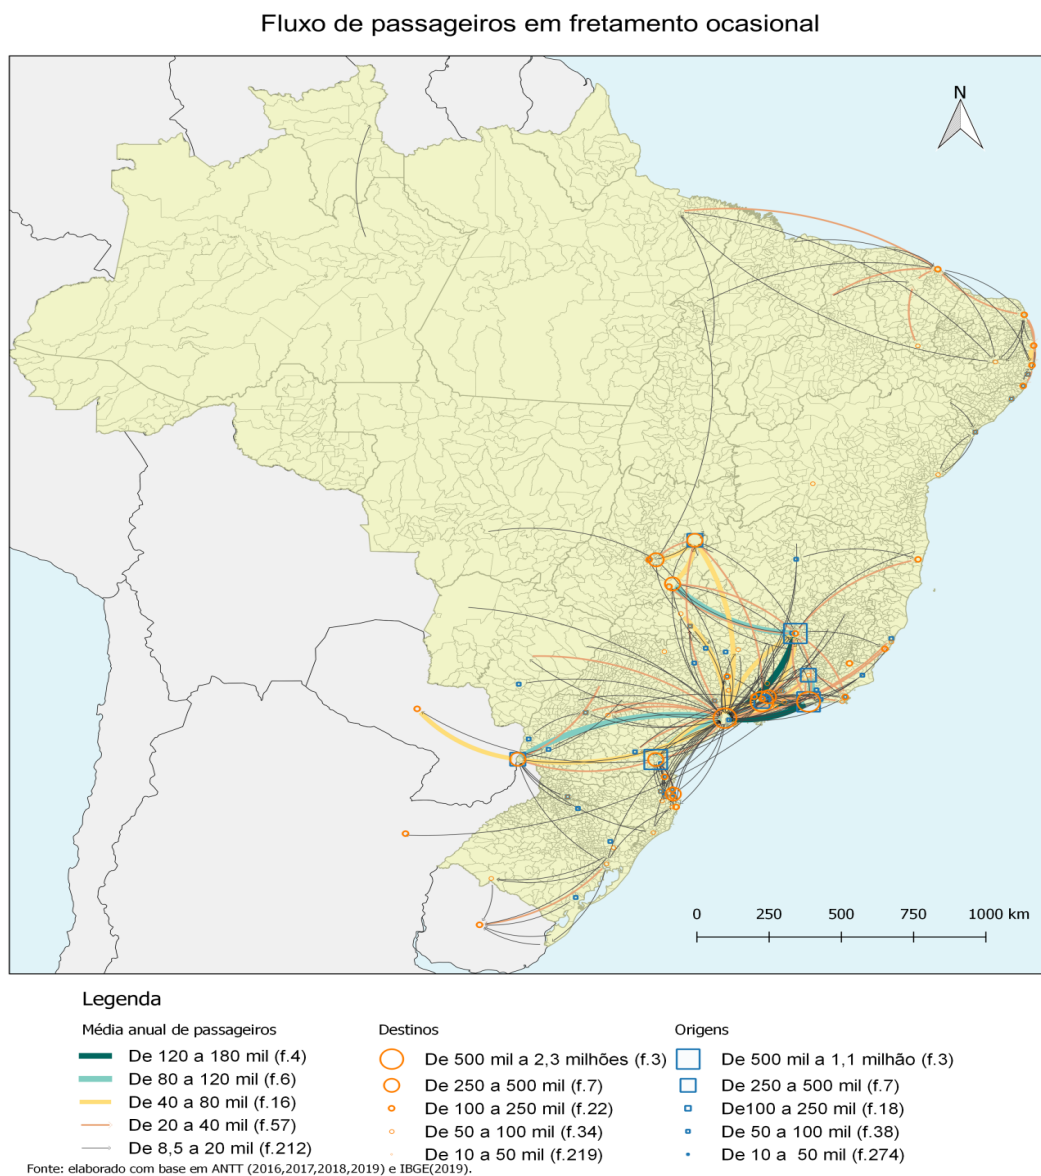 Fluxo de passageiros em fretamento ocasional
N
0 250 500 750 1000 km
Legenda
Média anual de passageiros
De 120 a 180 mil (f.4)
De 80 a 120 mil (f.6)
De 40 a 80 mil (f.16)
De 20 a 40 mil (f.57)
De 8,5 a 20 mil (f.212)
Destinos
De 500 mil a 2,3 milhões (f.3)
De 250 a 500 mil (f.7)
De 100 a 250 mil (f.22)
De 50 a 100 mil (f.34)
De 10 a 50 mil (f.219)
Origens
De 500 mil a 1,1 milhão (f.3)
De 250 a 500 mil (f.7)
De100 a 250 mil (f.18)
De 50 a 100 mil (f.38)
De 10 a 50 mil (f.274)
Fonte: elaborado com base em ANTT (2016,2017,2018,2019) e IBGE(2019).